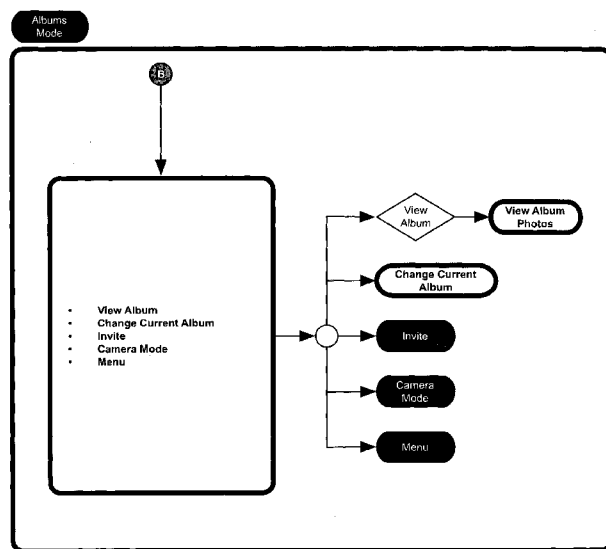 Albums
Mode
6
View
Album
View Album
Photos
Change Current
Album
• View Album
• Change Current Album
• Invite
• Camera Mode
• Menu
Invite
Camera
Mode
Menu